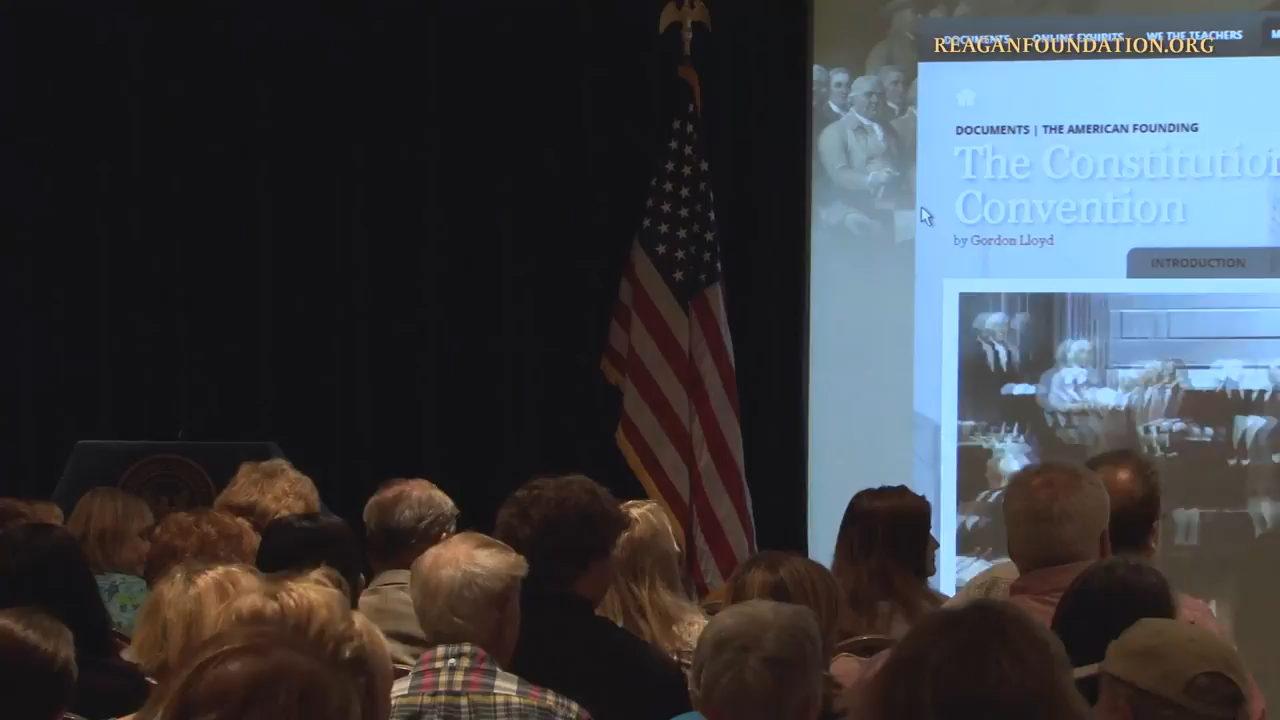 REAGANFOUNDATION.ORG
DOCUMENTS ONLINE EXHIBITS WE THE TEACHERS M
DOCUMENTS | THE AMERICAN FOUNDING
The Constitution
Convention
by Gordon Lloyd
INTRODUCTION